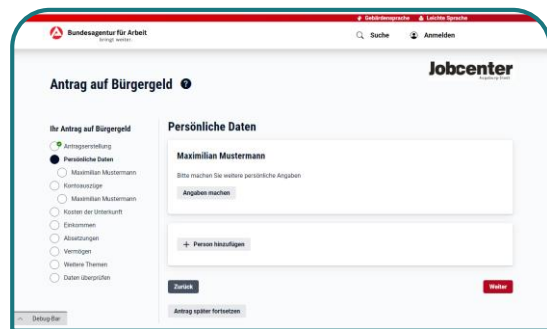 Gebärdensprache Leichte Sprache
Bundesagentur für Arbeit
bringt weiter.
Suche Anmelden
Jobcenter
Augsburg Stadt
Antrag auf Bürgergeld ?
Ihr Antrag auf Bürgergeld
Antragserstellung
Persönliche Daten
Maximilian Mustermann
Kontoauszüge
Maximilian Mustermann
Kosten der Unterkunft
Einkommen
Absetzungen
Vermögen
Weitere Themen
Daten überprüfen
Persönliche Daten
Maximilian Mustermann
Bitte machen Sie weitere persönliche Angaben
Angaben machen
+ Person hinzufügen
Zurück
Weiter
Antrag später fortsetzen
Debug-Bar